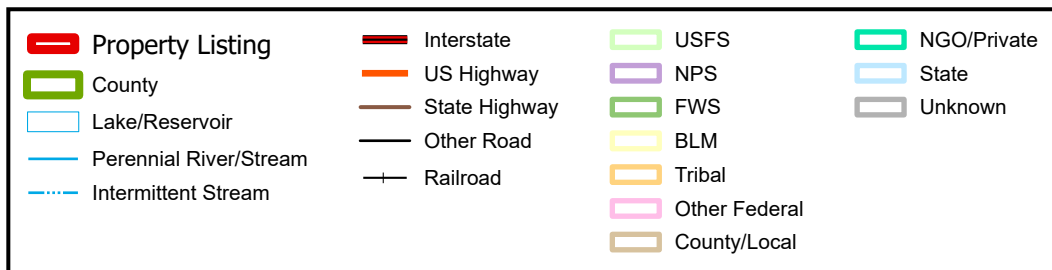 Property Listing
County
Lake/Reservoir
Perennial River/Stream
Intermittent Stream
Interstate
US Highway
State Highway
Other Road
Railroad
USFS
NPS
FWS
BLM
Tribal
Other Federal
County/Local
NGO/Private
State
Unknown